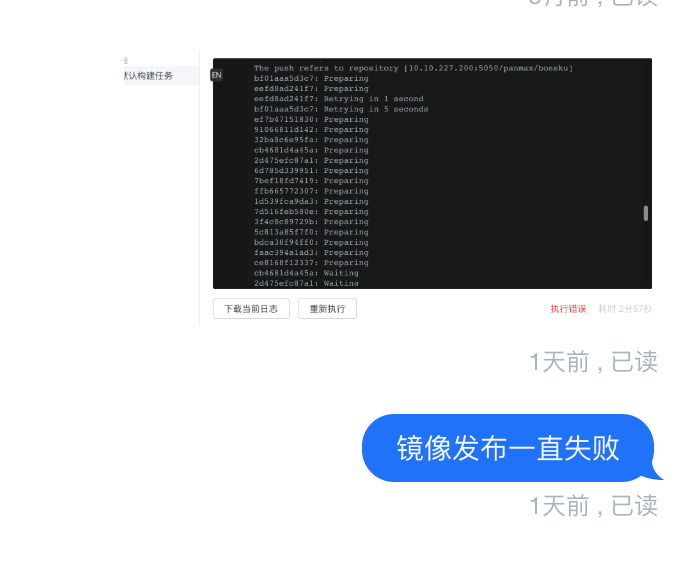 月前，已读
默认构建任务
EN
The push refers to repository [10.10.227.200:5050/panmax/bossku]
bf01aaa5d3c7: Preparing
eefd8ad241f7: Preparing
eefd8ad241f7: Retrying in 1 second
bf01aaa5d3c7: Retrying in 5 seconds
ef7b47151830: Preparing
91066811d142: Preparing
32ba8c6e95fa: Preparing
cb4681d4a45a: Preparing
2d475efc87a1: Preparing
6d785d339951: Preparing
7bef18fd7419: Preparing
ffb665772307: Preparing
1d539fca9da3: Preparing
7d516feb580e: Preparing
3f4c8c89729b: Preparing
5c813a85f7f0: Preparing
bdca38f94ff0: Preparing
faac394a1ad3: Preparing
ce8168f12337: Preparing
cb4681d4a45a: Waiting
2d475efc87a1: Waiting
下载当前日志 重新执行 执行错误 耗时 2分57秒
1天前，已读
镜像发布一直失败
1天前，已读